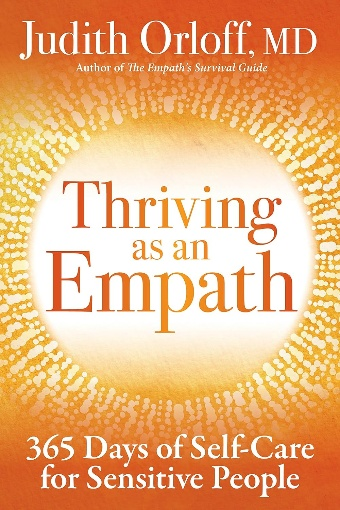 Judith Orloff, MD
Author of The Empath's Survival Guide
Thriving
as an
Empath
365 Days of Self-Care
for Sensitive People